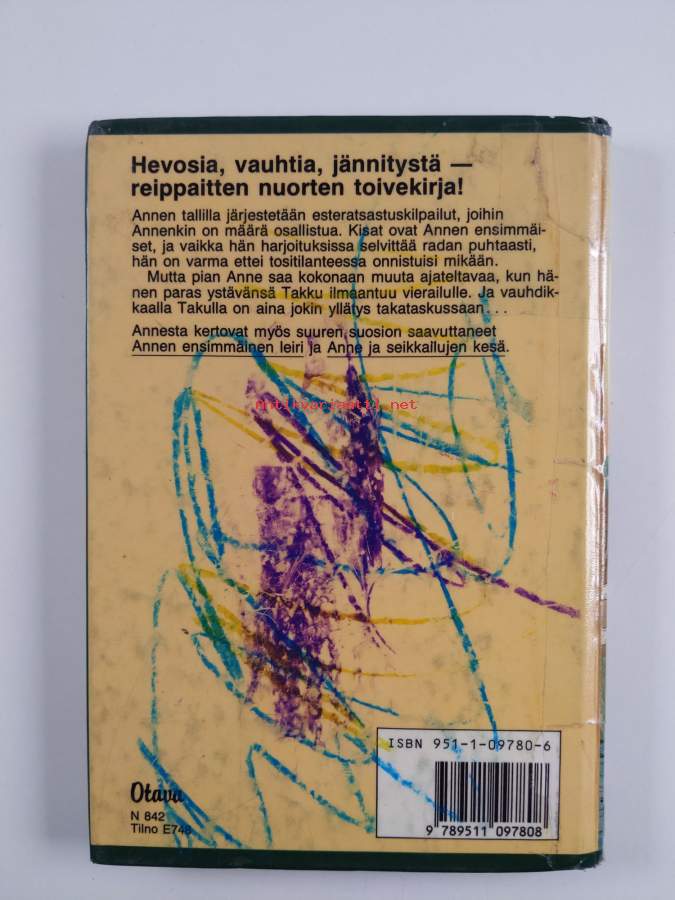 Hevosia, vauhtia, jännitystä —
reippaitten nuorten toivekirja!
Annen tallilla järjestetään esteratsastuskilpailut, joihin
Annenkin on määrä osallistua. Kisat ovat Annen ensimmäi-
set, ja vaikka hän harjoituksissa selvittää radan puhtaasti,
hän on varma ettei tositilanteessa onnistuisi mikään.
Mutta pian Anne saa kokonaan muuta ajateltavaa, kun hä-
nen paras ystävänsä Takku ilmaantuu vierailulle. Ja vauhdik-
kaalla Takulla on aina jokin yllätys takataskussaan...
Annesta kertovat myös suuren suosion saavuttaneet
Annen ensimmäinen leiri ja Anne ja seikkailujen kesä.
antikvariaatti.net
ISBN 951-1-09780-6
Otava
N 842
Tilno E748
9 789511 097808